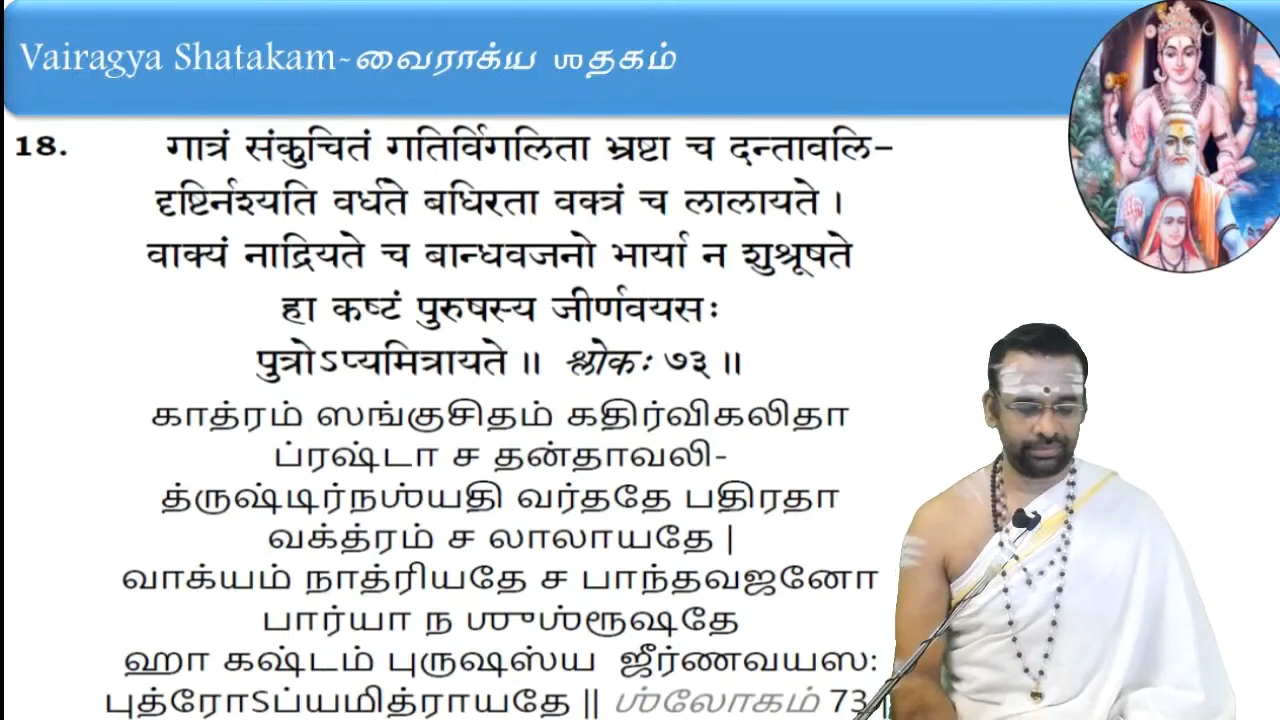 Vairagya Shatakam-வைராக்ய ஶதகம்
18. गात्रं संकुचितं गतिर्विगलिता भ्रष्टा च दन्तावलि-
दृष्टिर्नश्यति वर्धते बधिरता वक्त्रं च लालायते ।
वाक्यं नाद्रियते च बान्धवजनो भार्या न शुश्रूषते
हा कष्टं पुरुषस्य जीर्णवयसः
पुत्रोऽप्यमित्रायते ॥ श्लोकः ७३ ॥
காத்ரம் ஸங்குசிதம் கதிர்விகலிதா
ப்ரஷ்டா ச தன்தாவலி-
த்ருஷ்டிர்நஶ்யதி வர்ததே பதிரதா
வக்த்ரம் ச லாலாயதே |
வாக்யம் நாத்ரியதே ச பாந்தவஜனோ
பார்யா ந ஶுஶ்ரூஷதே
ஹா கஷ்டம் புருஷஸ்ய ஜீர்ணவயஸ:
புத்ரோSப்யமித்ராயதே || ஶ்லோகம் 73 |